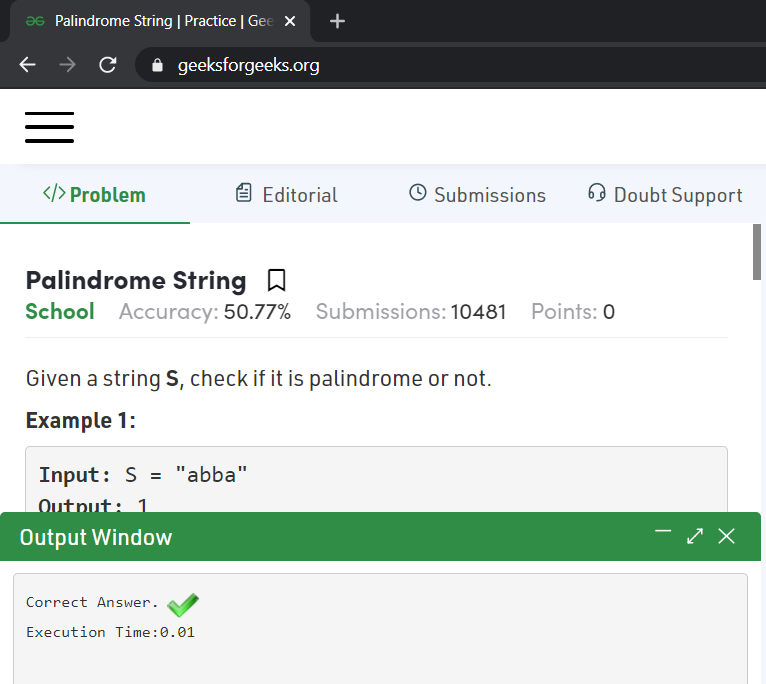 Palindrome String | Practice | Gee
geeksforgeeks.org
</> Problem Editorial Submissions Doubt Support
Palindrome String
School Accuracy: 50.77% Submissions: 10481 Points: 0
Given a string S, check if it is palindrome or not.
Example 1:
Input: S = "abba"
Output: 1
Output Window
Correct Answer.
Execution Time:0.01